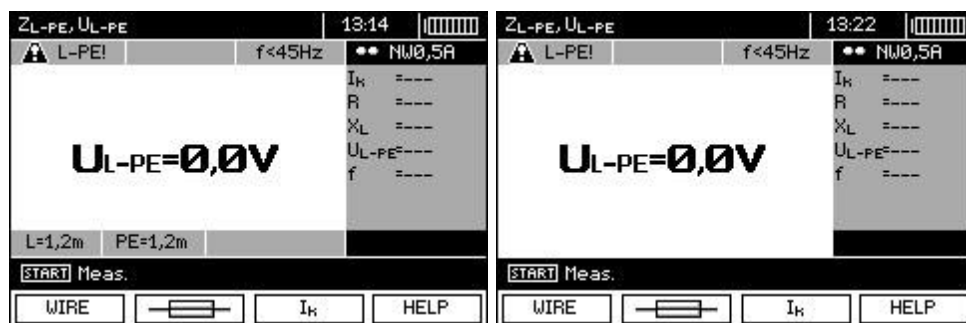 ZL-PE, UL-PE 13:14
L-PE! f<45Hz NW0,5A
Ik =---
R =---
XL =---
UL-PE=---
f =---
UL-PE=0,0V
L=1,2m PE=1,2m
START Meas.
WIRE Ik HELP
ZL-PE, UL-PE 13:22
L-PE! f<45Hz NW0,5A
Ik =---
R =---
XL =---
UL-PE=---
f =---
UL-PE=0,0V
START Meas.
WIRE Ik HELP